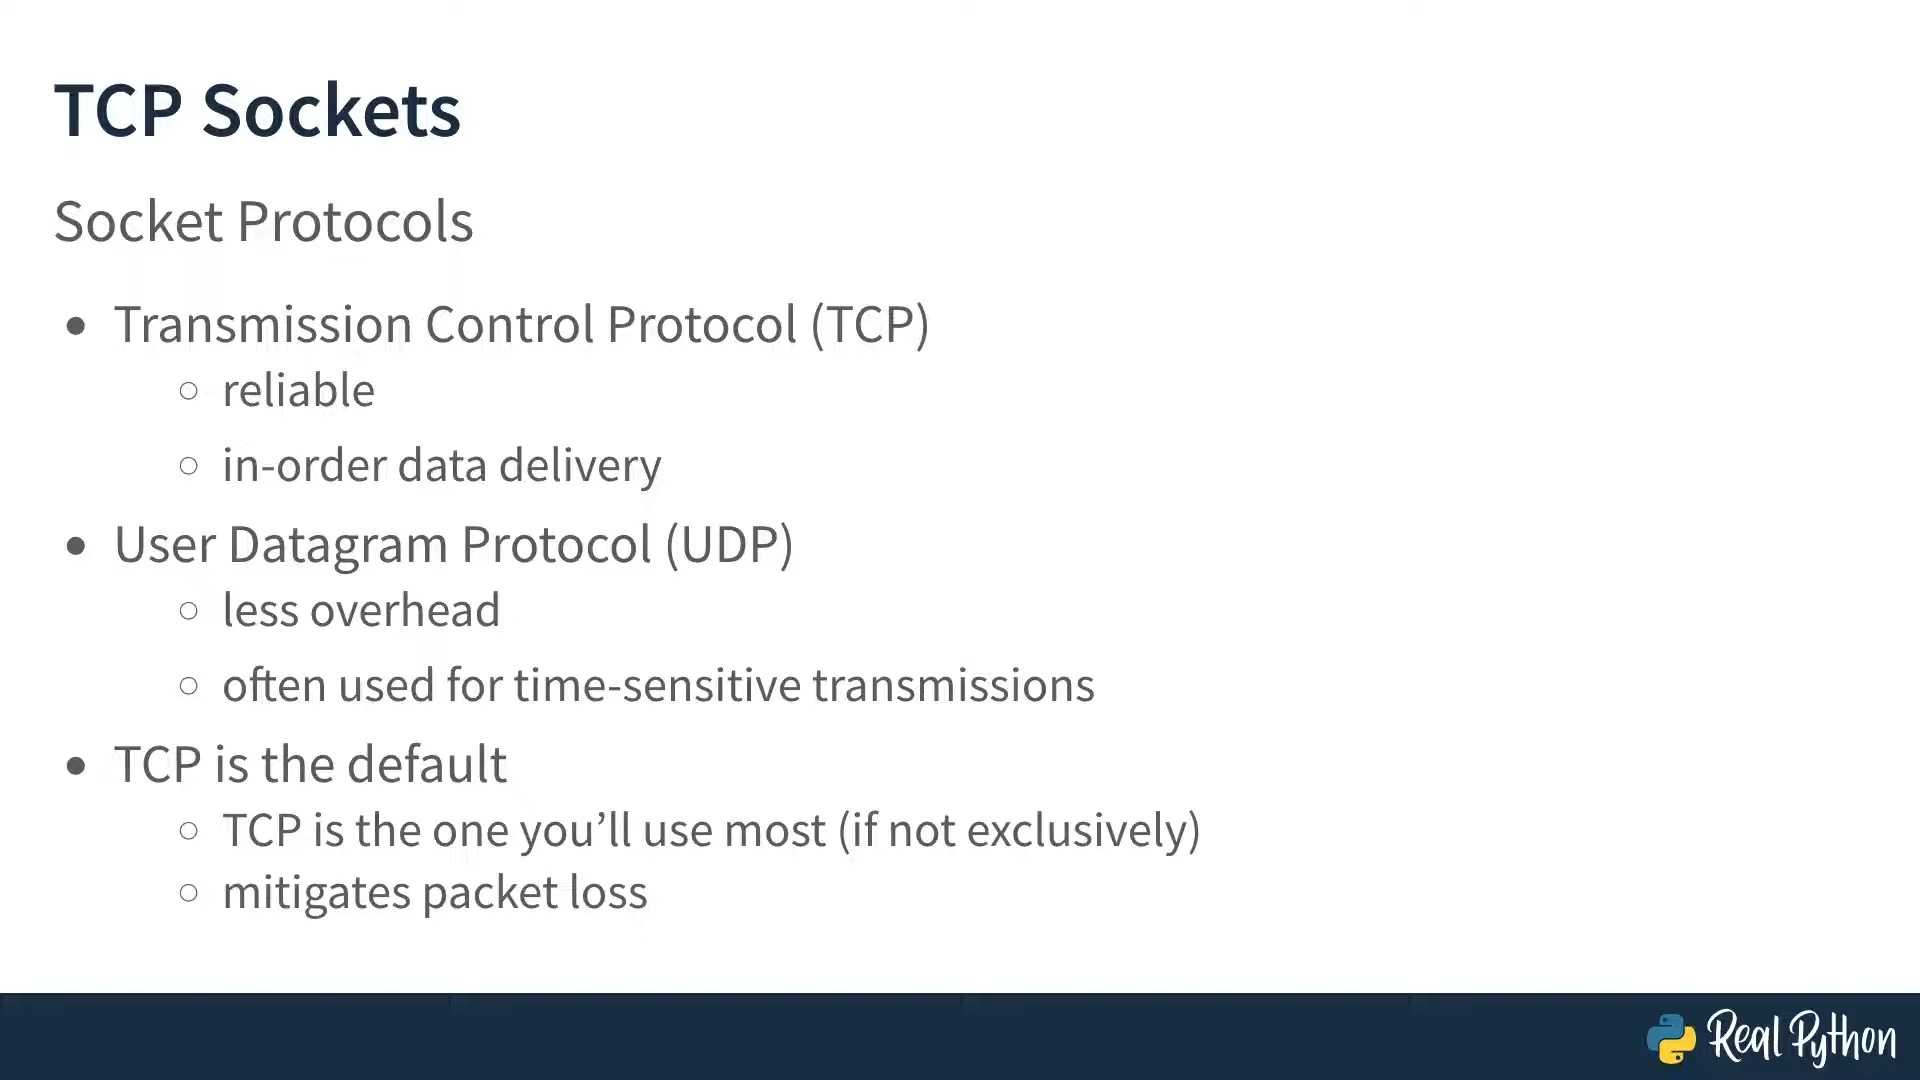 TCP Sockets
Socket Protocols
• Transmission Control Protocol (TCP)
○ reliable
○ in-order data delivery
• User Datagram Protocol (UDP)
○ less overhead
○ often used for time-sensitive transmissions
• TCP is the default
○ TCP is the one you’ll use most (if not exclusively)
○ mitigates packet loss
Real Python